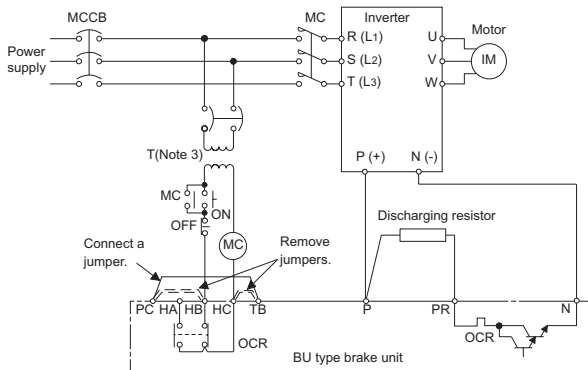 MCCB
MC
Inverter
Motor
Power
supply
R (L1)
S (L2)
T (L3)
U
V
W
IM
T(Note 3)
P (+)
N (-)
MC
ON
OFF
MC
Discharging resistor
Connect a
jumper.
Remove
jumpers.
PC
HA
HB
HC
TB
P
PR
N
OCR
OCR
BU type brake unit